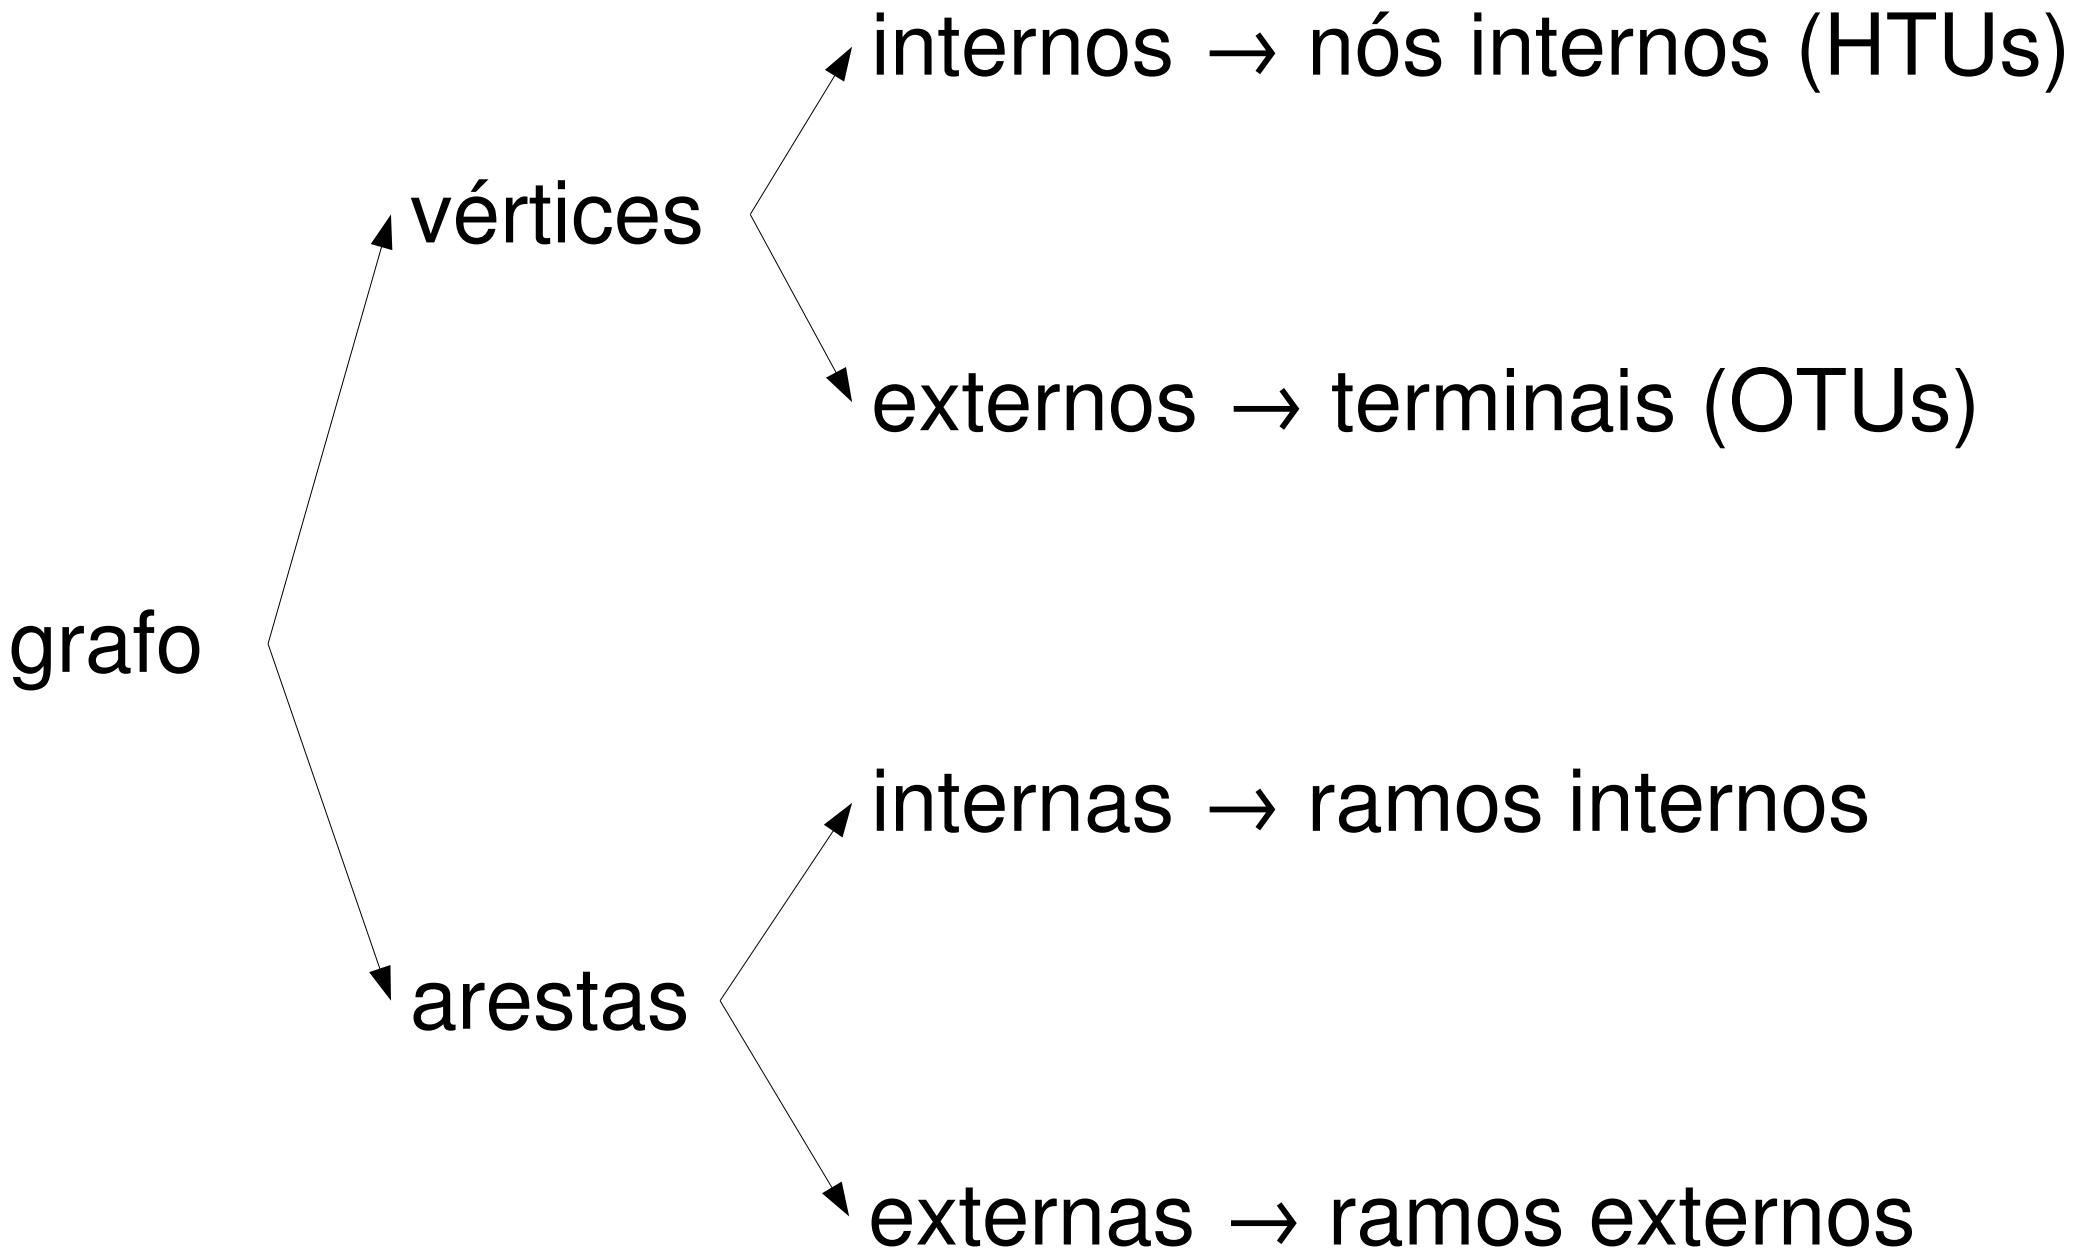 internos → nós internos (HTUs)
vértices
externos → terminais (OTUs)
grafo
internas → ramos internos
arestas
externas → ramos externos